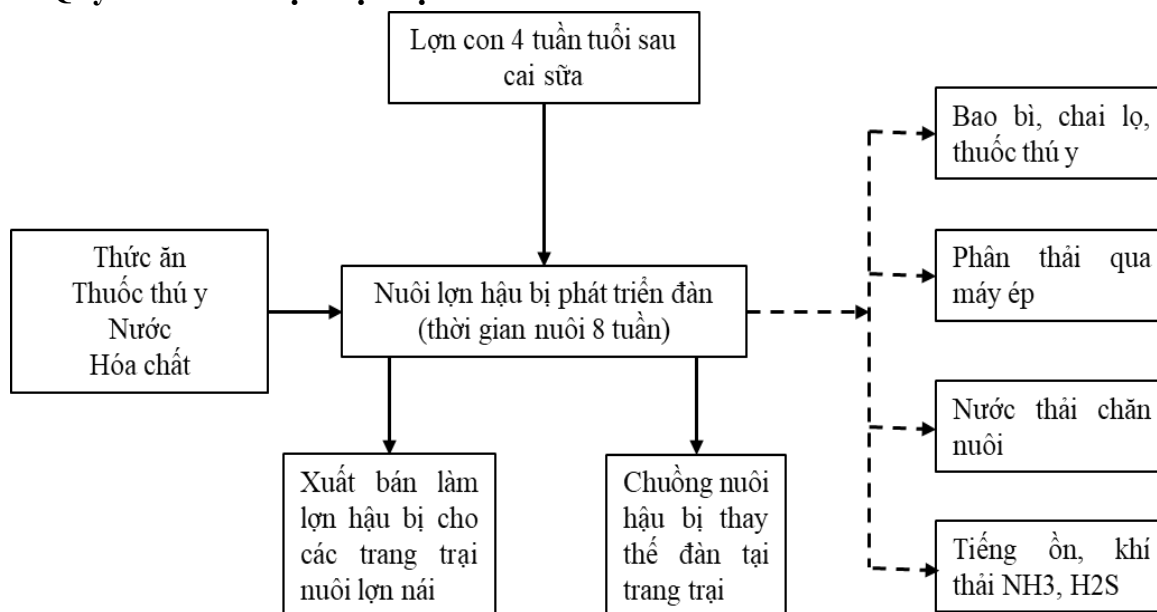 Lợn con 4 tuần tuổi sau
cai sữa
Bao bì, chai lọ,
thuốc thú y
Thức ăn
Thuốc thú y
Nước
Hóa chất
Nuôi lợn hậu bị phát triển đàn
(thời gian nuôi 8 tuần)
Phân thải qua
máy ép
Nước thải chăn
nuôi
Xuất bán làm
lợn hậu bị cho
các trang trại
nuôi lợn nái
Chuồng nuôi
hậu bị thay
thế đàn tại
trang trại
Tiếng ồn, khí
thải NH3, H2S